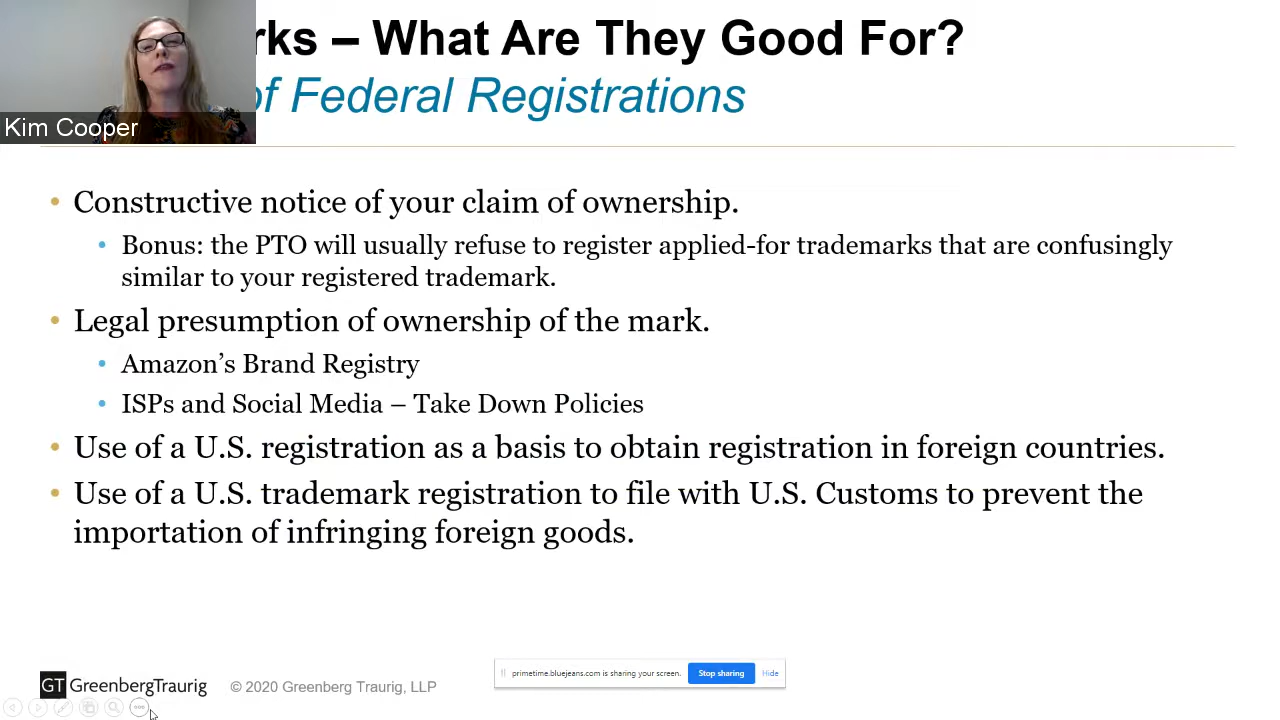 rks – What Are They Good For?
of Federal Registrations
Kim Cooper
• Constructive notice of your claim of ownership.
• Bonus: the PTO will usually refuse to register applied-for trademarks that are confusingly
similar to your registered trademark.
• Legal presumption of ownership of the mark.
• Amazon's Brand Registry
• ISPs and Social Media – Take Down Policies
• Use of a U.S. registration as a basis to obtain registration in foreign countries.
• Use of a U.S. trademark registration to file with U.S. Customs to prevent the
importation of infringing foreign goods.
primetime.bluejeans.com is sharing your screen. Stop sharing Hide
GT GreenbergTraurig © 2020 Greenberg Traurig, LLP